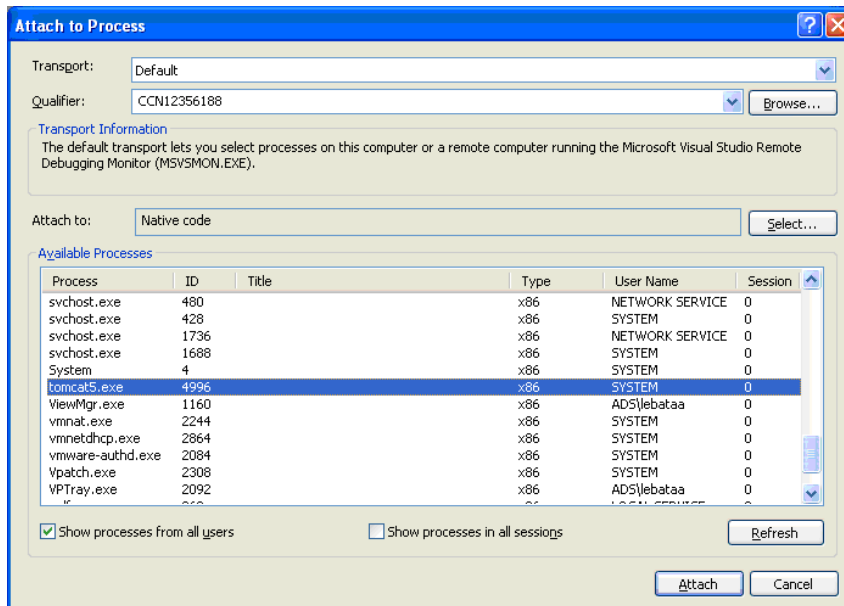 Attach to Process
Transport: Default
Qualifier: CCN12356188 Browse...
Transport Information
The default transport lets you select processes on this computer or a remote computer running the Microsoft Visual Studio Remote
Debugging Monitor (MSVSMON.EXE).
Attach to: Native code Select...
Available Processes
Process ID Title Type User Name Session
svchost.exe 480 x86 NETWORK SERVICE 0
svchost.exe 428 x86 SYSTEM 0
svchost.exe 1736 x86 NETWORK SERVICE 0
svchost.exe 1688 x86 SYSTEM 0
System 4 x86 SYSTEM 0
tomcat5.exe 4996 x86 SYSTEM 0
ViewMgr.exe 1160 x86 ADS\lebataa 0
vmnat.exe 2244 x86 SYSTEM 0
vmnetdhcp.exe 2864 x86 SYSTEM 0
vmware-authd.exe 2084 x86 SYSTEM 0
Vpatch.exe 2308 x86 SYSTEM 0
VPTray.exe 2092 x86 ADS\lebataa 0
Show processes from all users Show processes in all sessions Refresh
Attach Cancel